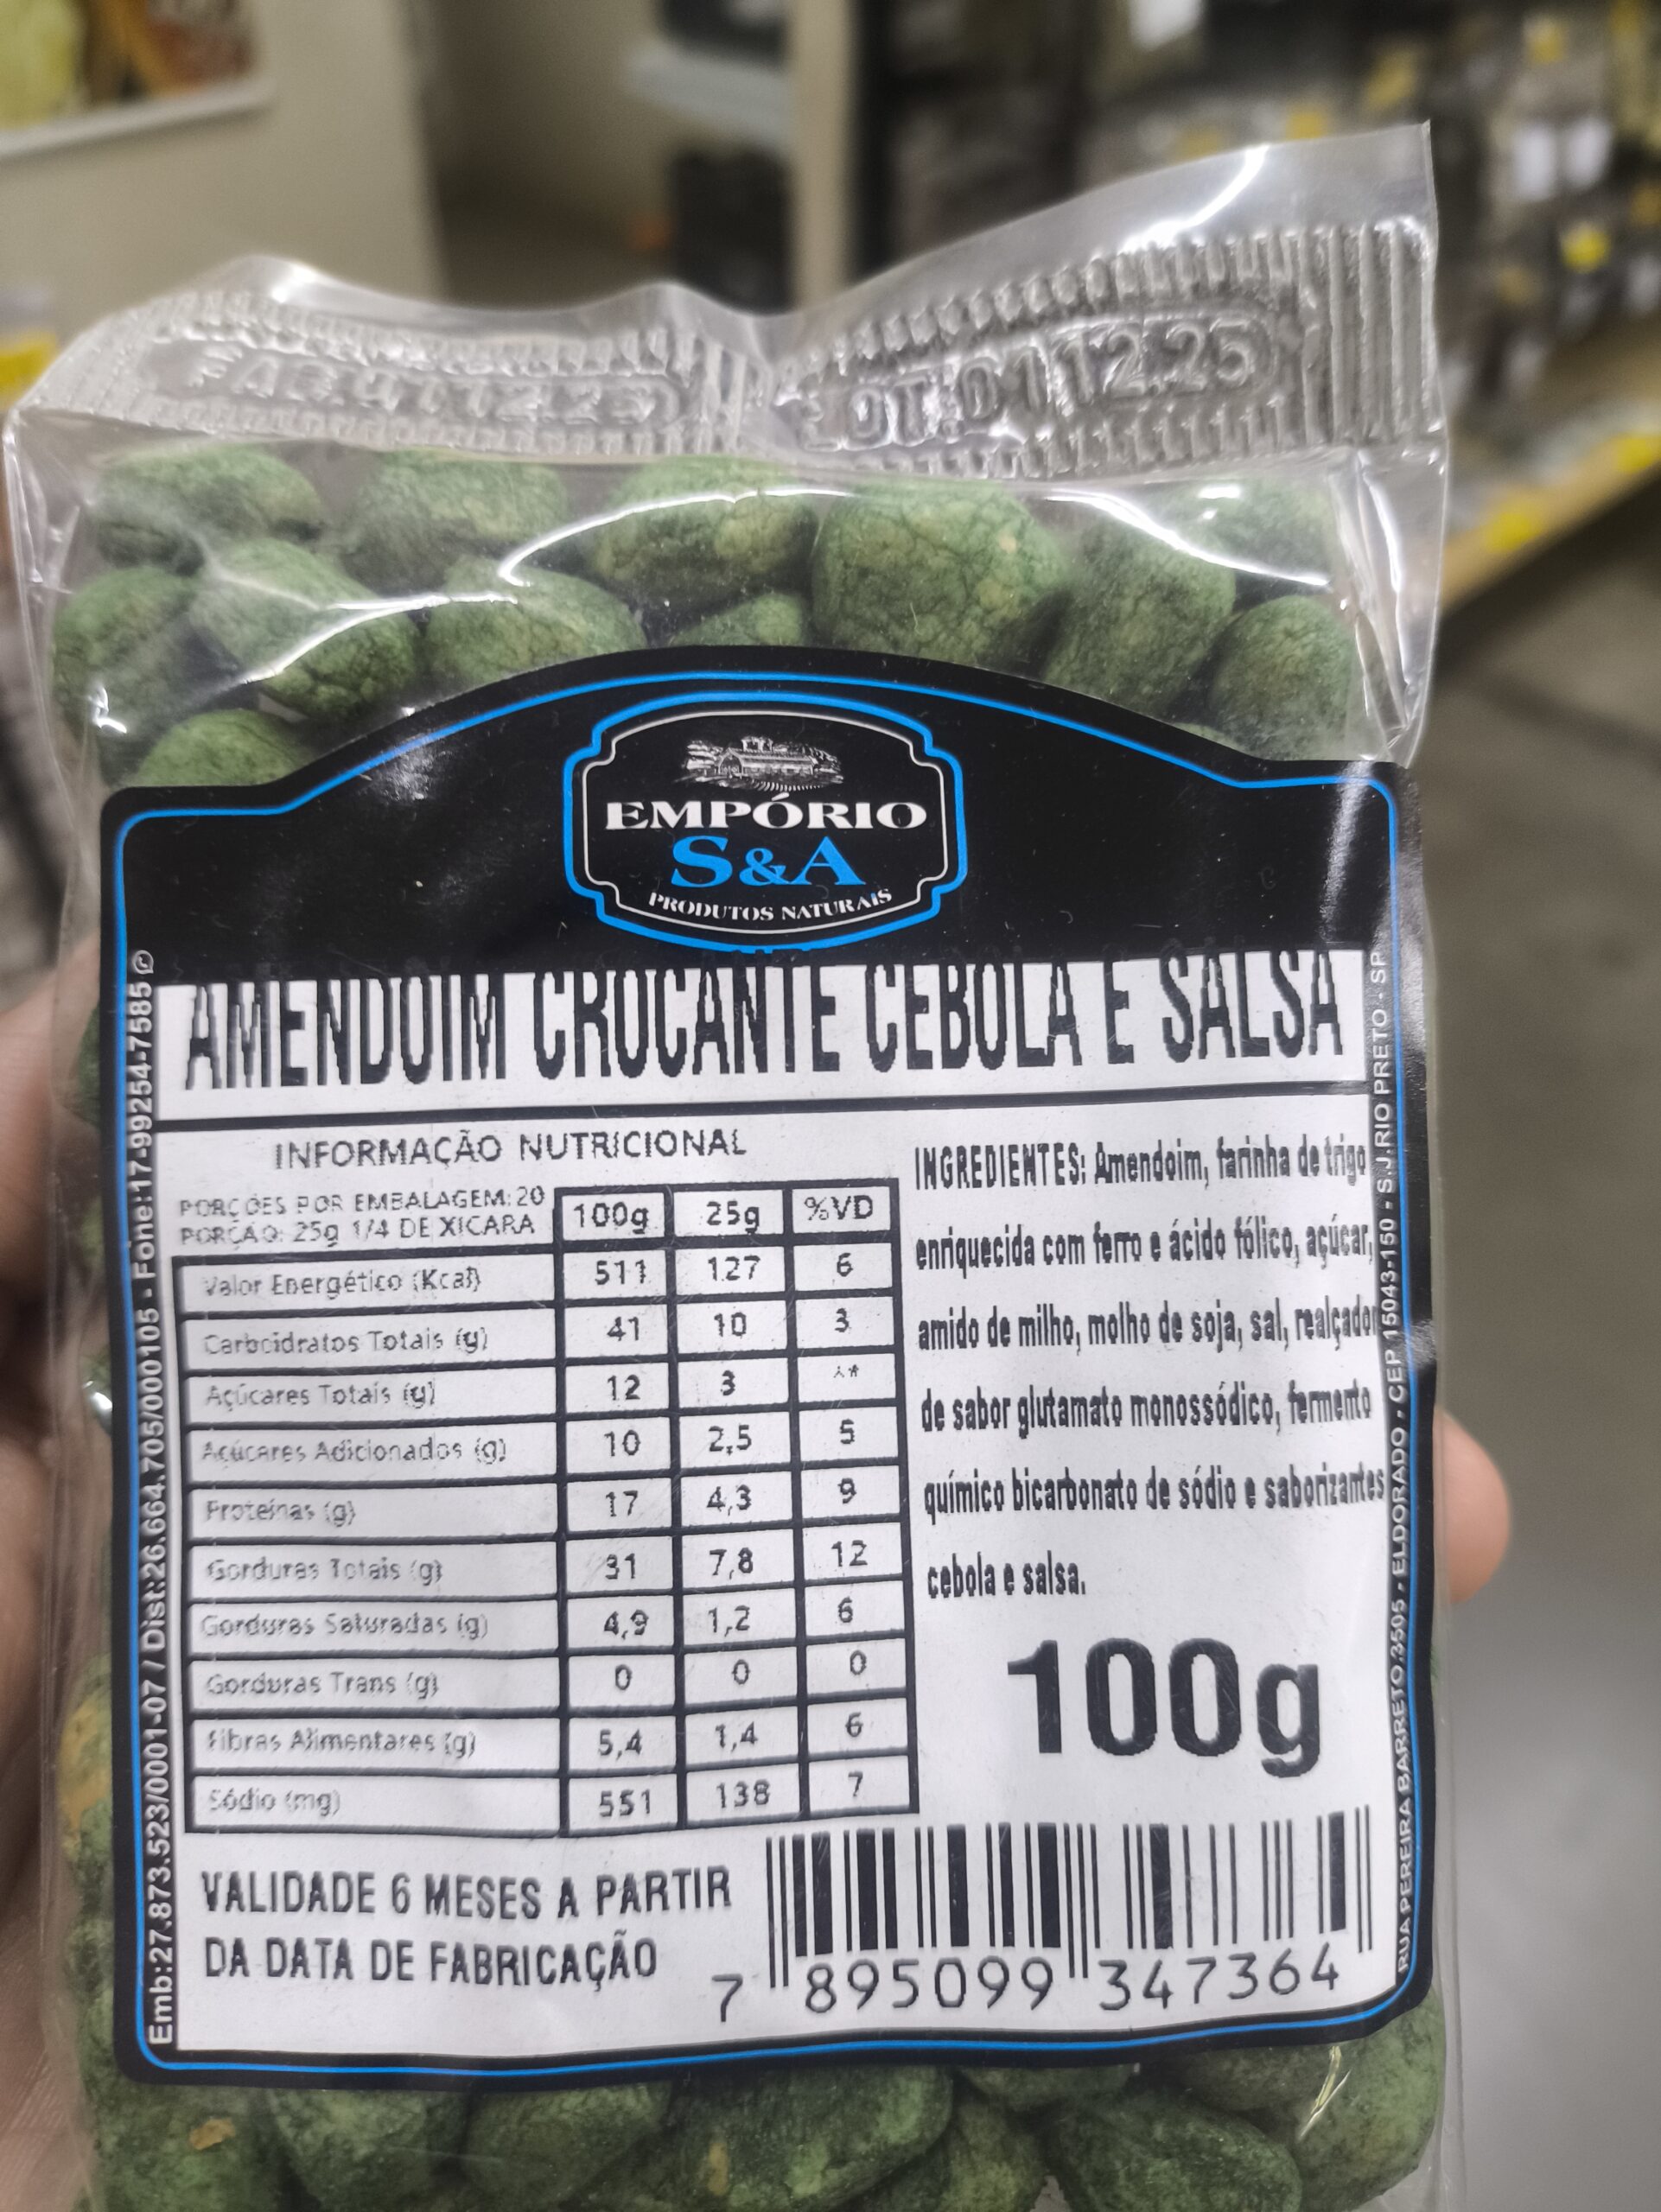 LOT.011225
EMPÓRIO
S&A
PRODUTOS NATURAIS
AMENDOIM CROCANTE CEBOLA E SALSA
INFORMAÇÃO NUTRICIONAL
PORÇÕES POR EMBALAGEM: 20
PORÇÃO: 25g 1/4 DE XICARA
100g 25g %VD
Valor Energético (Kcal) 511 127 6
Carboidratos Totais (g) 41 10 3
Açúcares Totais (g) 12 3 **
Açúcares Adicionados (g) 10 2,5 5
Proteínas (g) 17 4,3 9
Gorduras Totais (g) 31 7,8 12
Gorduras Saturadas (g) 4,9 1,2 6
Gorduras Trans (g) 0 0 0
Fibras Alimentares (g) 5,4 1,4 6
Sódio (mg) 551 138 7
INGREDIENTES: Amendoim, farinha de trigo
enriquecida com ferro e ácido fólico, açúcar,
amido de milho, molho de soja, sal, realçador
de sabor glutamato monossódico, fermento
químico bicarbonato de sódio e saborizantes
cebola e salsa.
100g
VALIDADE 6 MESES A PARTIR
DA DATA DE FABRICAÇÃO
7 895099 347364
Emb:27.873.523/0001-07 / Dist:26.664.705/000105 - Fone:17-99254-7585 ©
RUA PEREIRA BARRETO:3505 - ELDORADO - CEP 15043-150 - S.J.RIO PRETO - SP